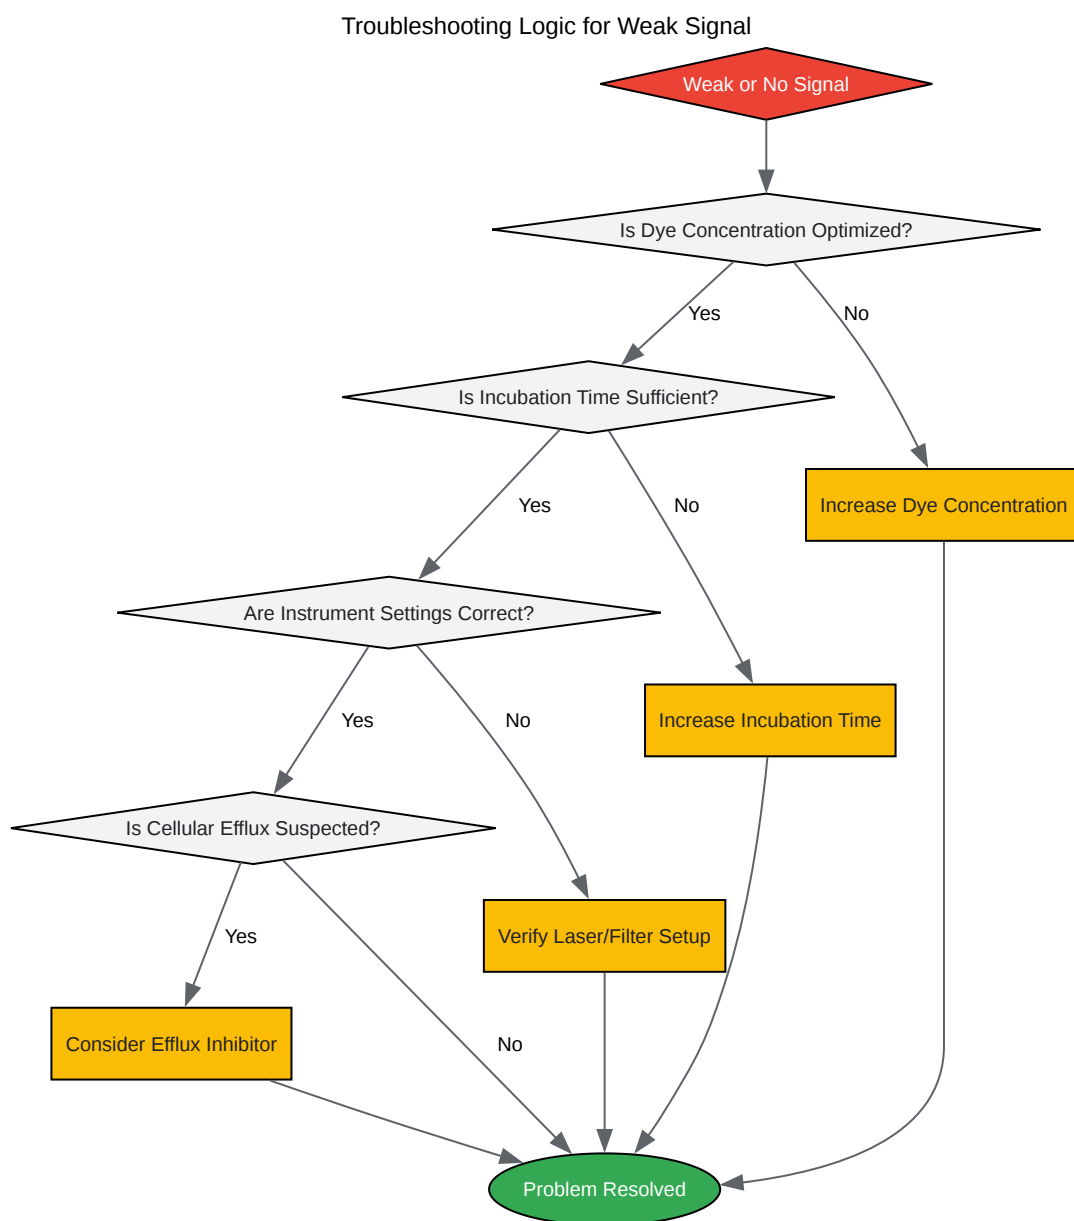 Troubleshooting Logic for Weak Signal
Weak or No Signal
Is Dye Concentration Optimized?
Yes
No
Is Incubation Time Sufficient?
Yes
No
Increase Dye Concentration
Are Instrument Settings Correct?
Yes
No
Increase Incubation Time
Is Cellular Efflux Suspected?
Yes
Verify Laser/Filter Setup
Consider Efflux Inhibitor
No
Problem Resolved